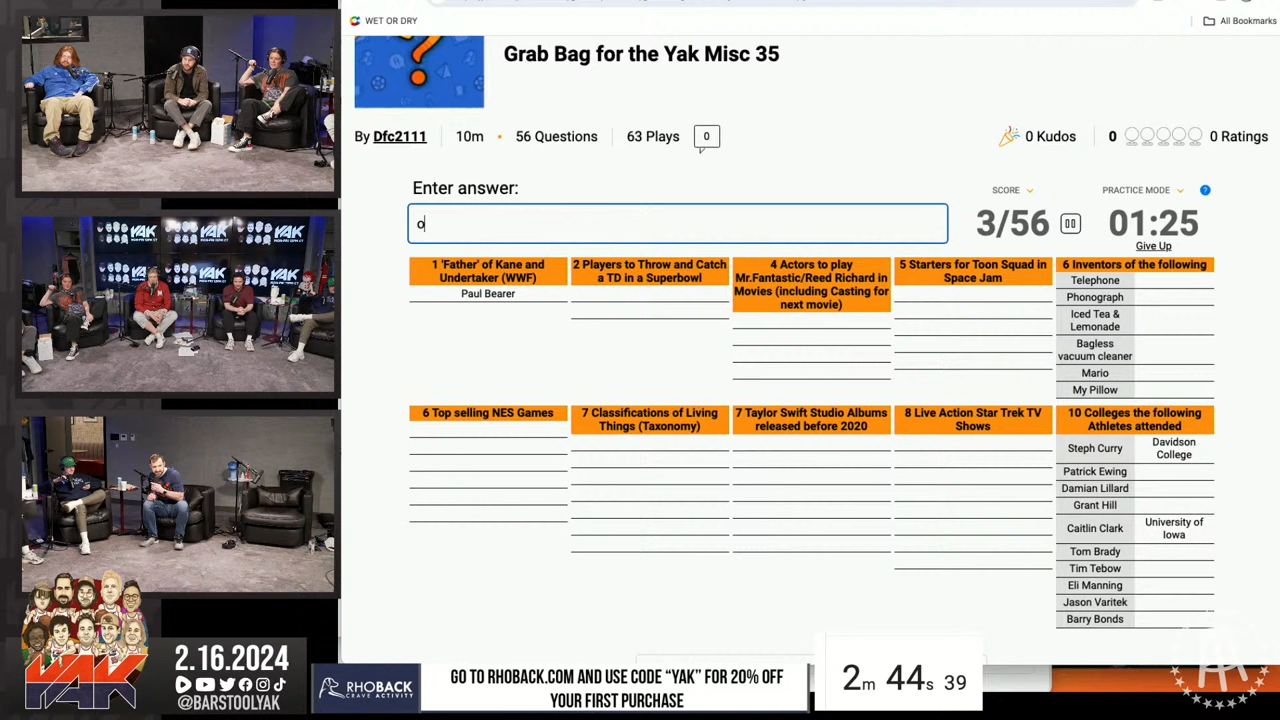 WET OR DRY
All Bookmarks
Grab Bag for the Yak Misc 35
By Dfc2111
10m
56 Questions
63 Plays
0
0 Kudos
0
0 Ratings
Enter answer:
SCORE
PRACTICE MODE
?
o
3/56
01:25
Give Up
1 'Father' of Kane and
Undertaker (WWF)
Paul Bearer
2 Players to Throw and Catch
a TD in a Superbowl
4 Actors to play
Mr.Fantastic/Reed Richard in
Movies (including Casting for
next movie)
5 Starters for Toon Squad in
Space Jam
6 Inventors of the following
Telephone
Phonograph
Iced Tea &
Lemonade
Bagless
vacuum cleaner
Mario
My Pillow
6 Top selling NES Games
7 Classifications of Living
Things (Taxonomy)
7 Taylor Swift Studio Albums
released before 2020
8 Live Action Star Trek TV
Shows
10 Colleges the following
Athletes attended
Steph Curry
Davidson
College
Patrick Ewing
Damian Lillard
Grant Hill
Caitlin Clark
University of
Iowa
Tom Brady
Tim Tebow
Eli Manning
Jason Varitek
Barry Bonds
YAK
YAK
YAK
YAK
2.16.2024
@BARSTOOLYAK
RHOBACK
CRAVE ACTIVITY
GO TO RHOBACK.COM AND USE CODE “YAK” FOR 20% OFF
YOUR FIRST PURCHASE
2m 44s 39